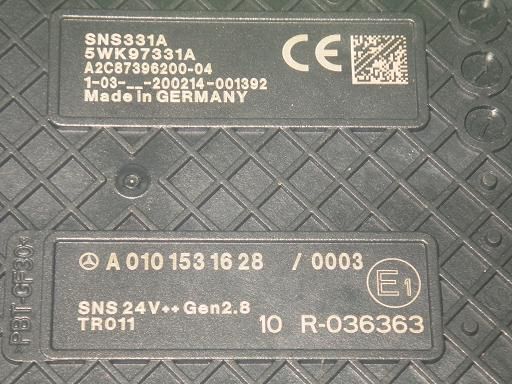 SNS331A
5WK97331A
A2C87396200-04
1-03-__-200214-001392
Made in GERMANY
CE
A 010 153 16 28 / 0003
E1
SNS 24V++ Gen2.8
TR011
10 R-036363
>PBT-GF30<